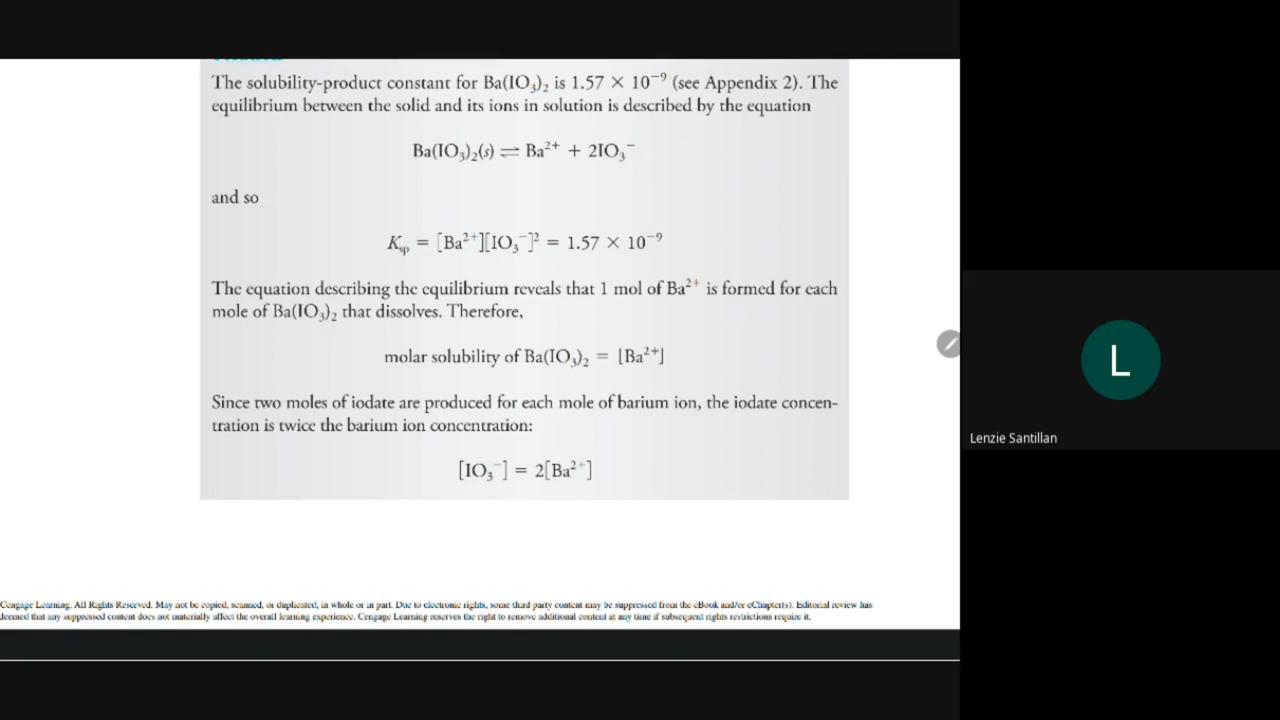 The solubility-product constant for Ba(IO₃)₂ is 1.57 × 10⁻⁹ (see Appendix 2). The
equilibrium between the solid and its ions in solution is described by the equation
Ba(IO₃)₂(s) ⇌ Ba²⁺ + 2IO₃⁻
and so
Ksp = [Ba²⁺][IO₃⁻]² = 1.57 × 10⁻⁹
The equation describing the equilibrium reveals that 1 mol of Ba²⁺ is formed for each
mole of Ba(IO₃)₂ that dissolves. Therefore,
molar solubility of Ba(IO₃)₂ = [Ba²⁺]
Since two moles of iodate are produced for each mole of barium ion, the iodate concen-
tration is twice the barium ion concentration:
[IO₃⁻] = 2[Ba²⁺]
Cengage Learning. All Rights Reserved. May not be copied, scanned, or duplicated, in whole or in part. Due to electronic rights, some third party content may be suppressed from the eBook and/or eChapter(s). Editorial review has
deemed that any suppressed content does not materially affect the overall learning experience. Cengage Learning reserves the right to remove additional content at any time if subsequent rights restrictions require it.
L
Lenzie Santillan